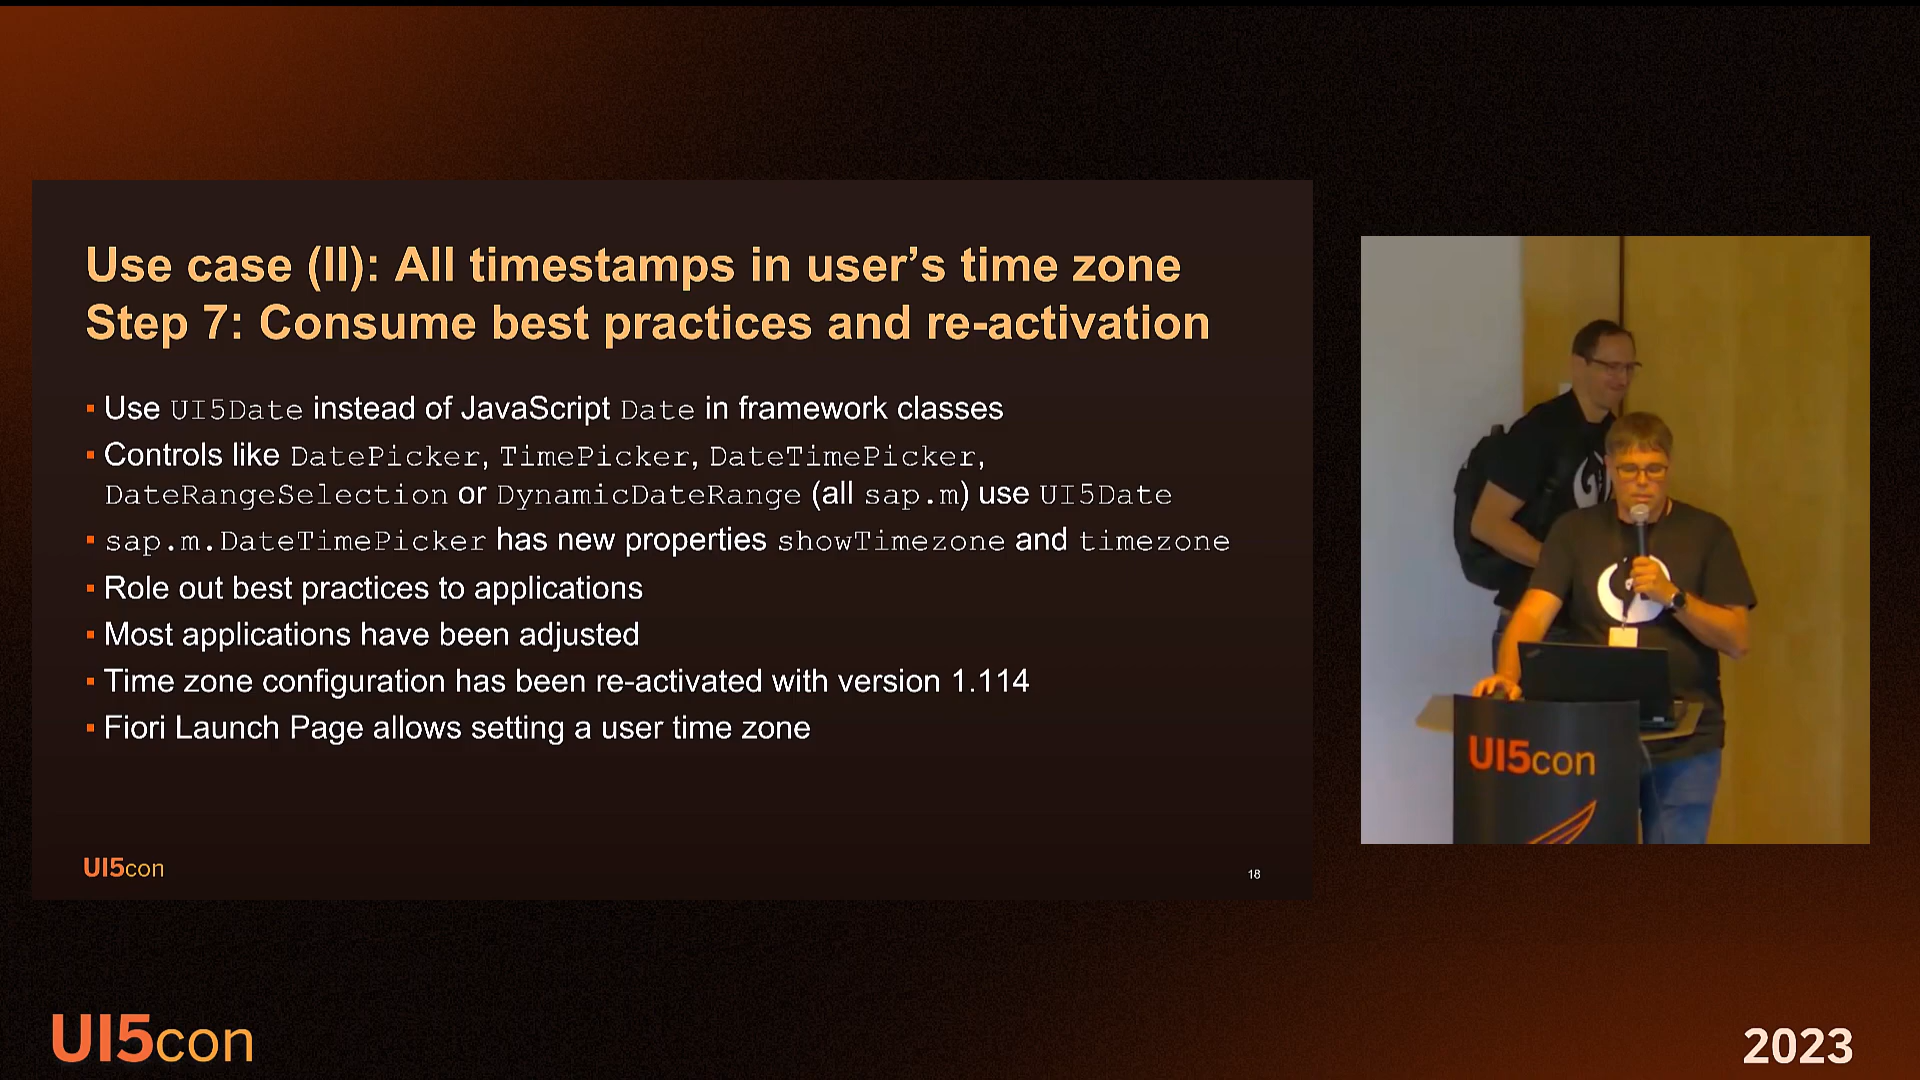 Use case (II): All timestamps in user’s time zone
Step 7: Consume best practices and re-activation
▪ Use UI5Date instead of JavaScript Date in framework classes
▪ Controls like DatePicker, TimePicker, DateTimePicker,
DateRangeSelection or DynamicDateRange (all sap.m) use UI5Date
▪ sap.m.DateTimePicker has new properties showTimezone and timezone
▪ Role out best practices to applications
▪ Most applications have been adjusted
▪ Time zone configuration has been re-activated with version 1.114
▪ Fiori Launch Page allows setting a user time zone
UI5con
18
UI5con
UI5con
2023